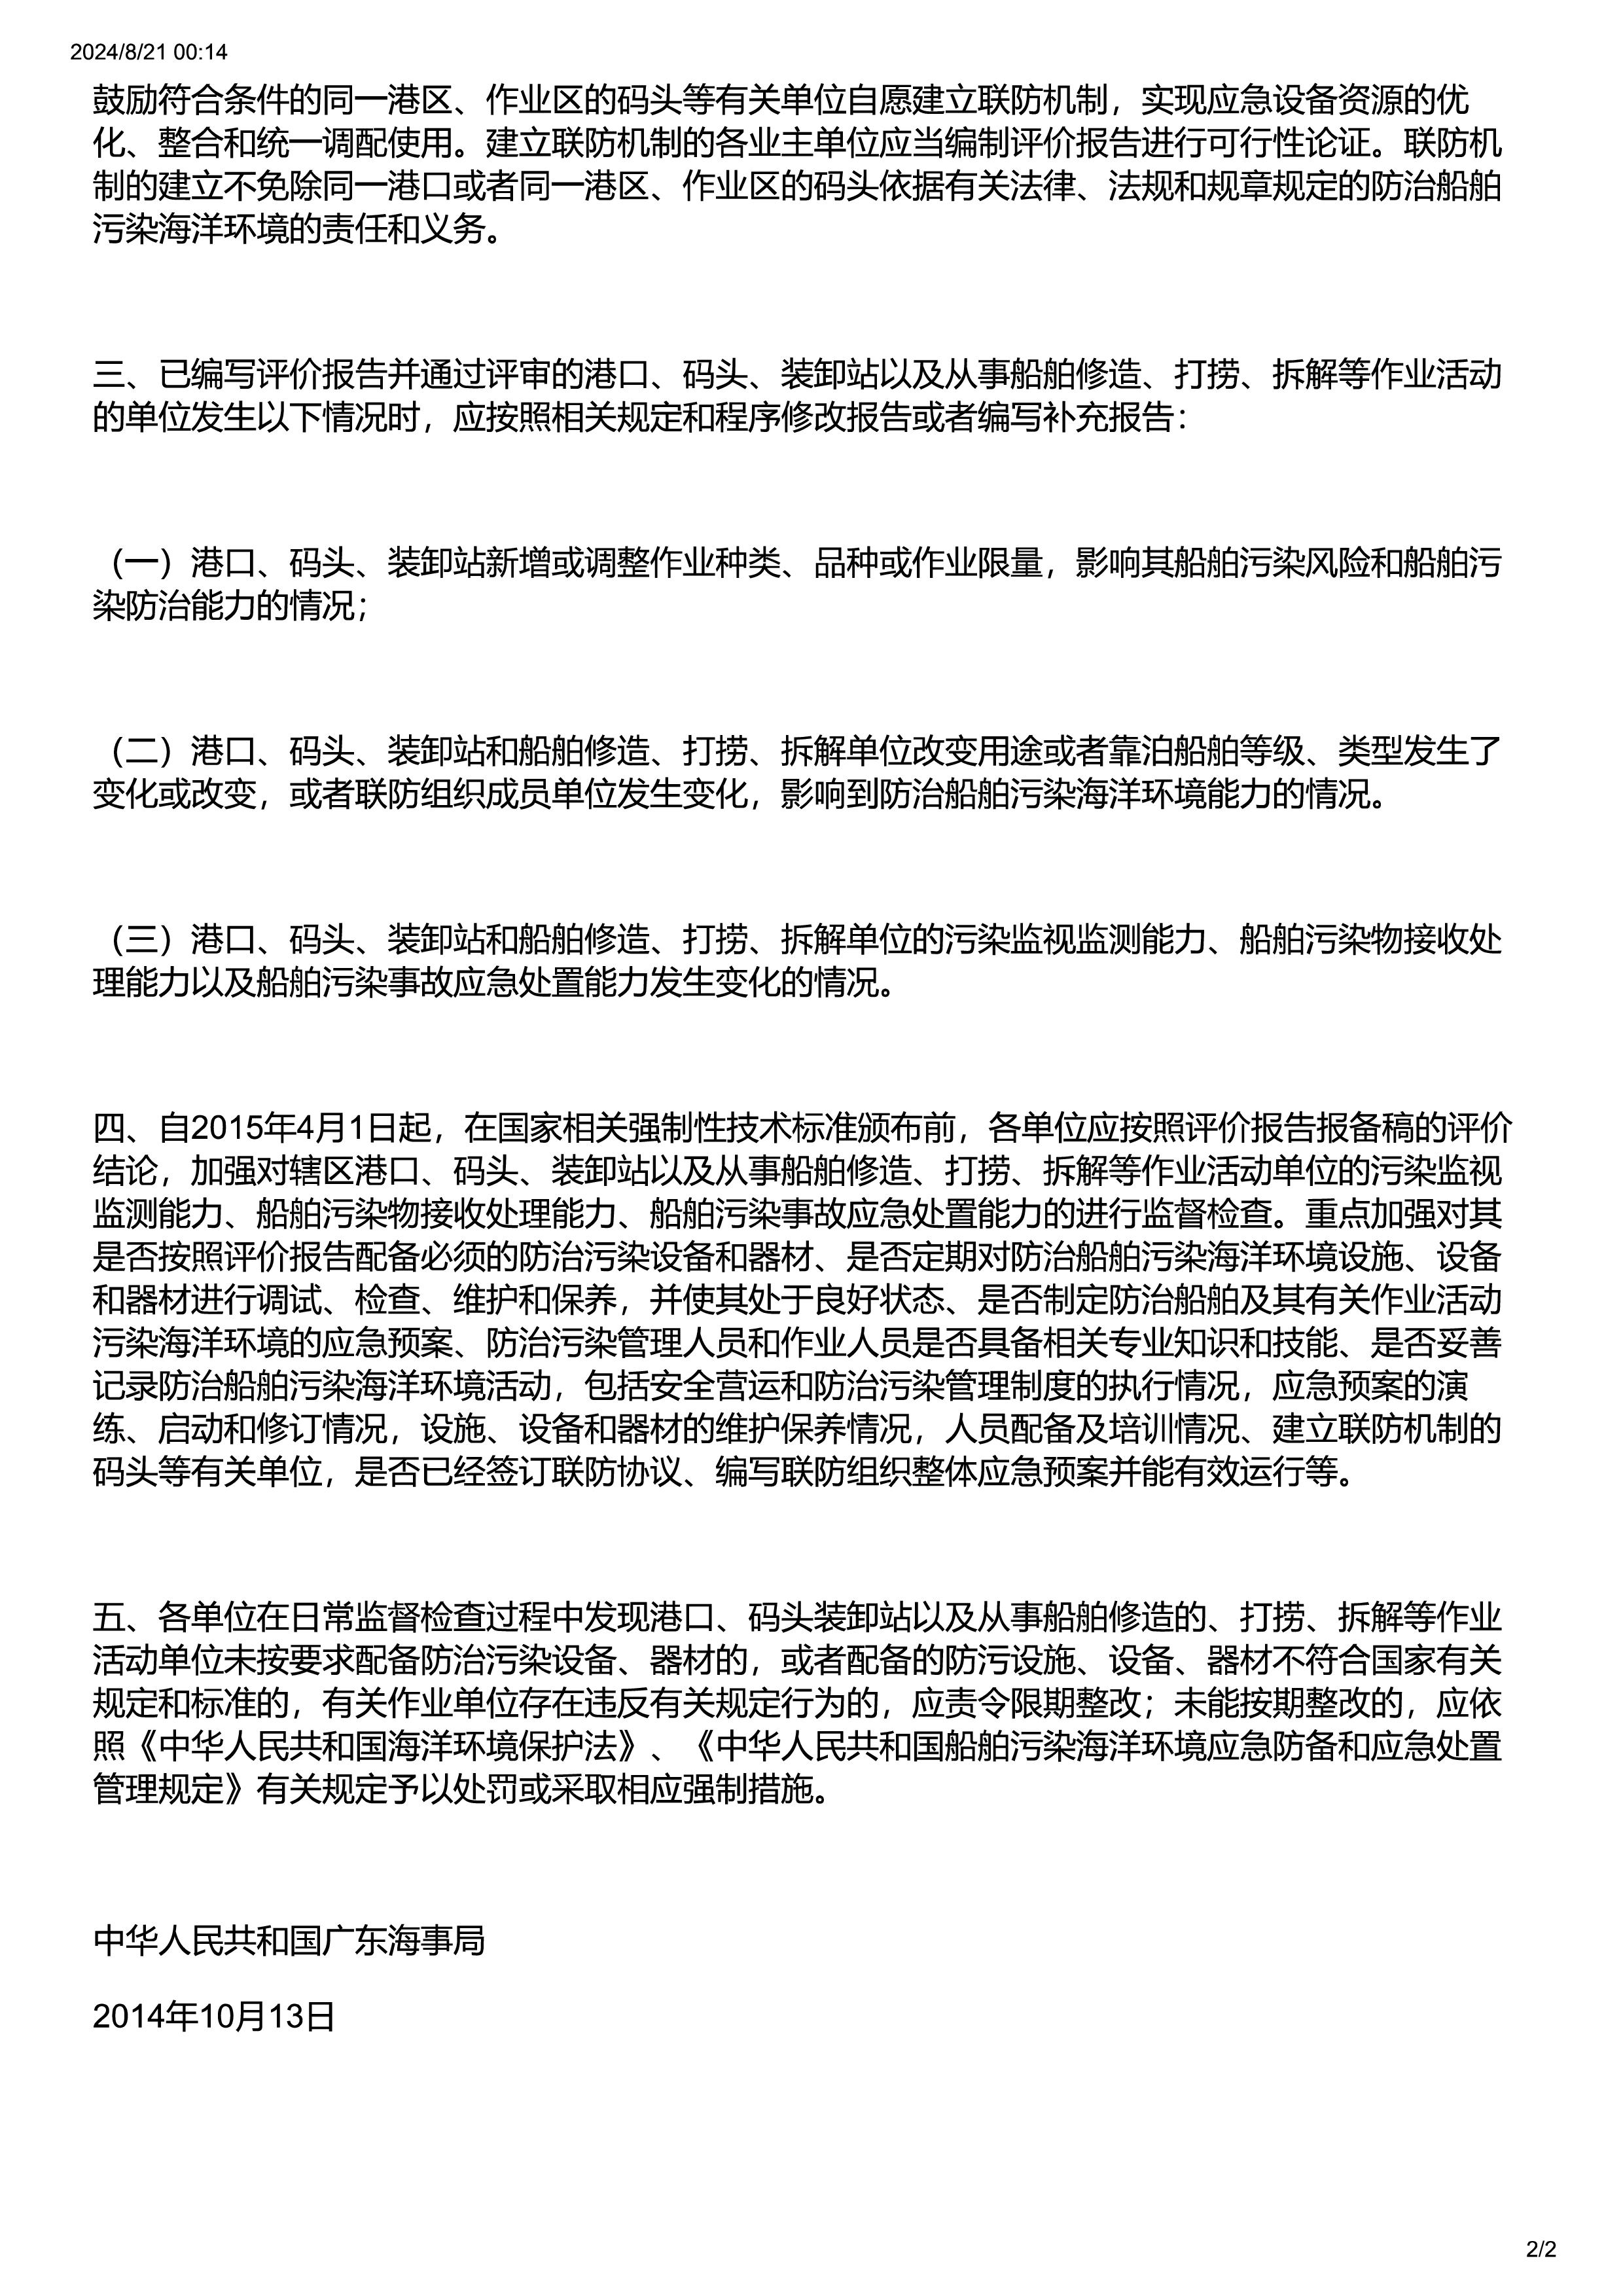 2024/8/21 00:14
鼓励符合条件的同一港区、作业区的码头等有关单位自愿建立联防机制，实现应急设备资源的优
化、整合和统一调配使用。建立联防机制的各业主单位应当编制评价报告进行可行性论证。联防机
制的建立不免除同一港口或者同一港区、作业区的码头依据有关法律、法规和规章规定的防治船舶
污染海洋环境的责任和义务。
三、已编写评价报告并通过评审的港口、码头、装卸站以及从事船舶修造、打捞、拆解等作业活动
的单位发生以下情况时，应按照相关规定和程序修改报告或者编写补充报告：
（一）港口、码头、装卸站新增或调整作业种类、品种或作业限量，影响其船舶污染风险和船舶污
染防治能力的情况；
（二）港口、码头、装卸站和船舶修造、打捞、拆解单位改变用途或者靠泊船舶等级、类型发生了
变化或改变，或者联防组织成员单位发生变化，影响到防治船舶污染海洋环境能力的情况。
（三）港口、码头、装卸站和船舶修造、打捞、拆解单位的污染监视监测能力、船舶污染物接收处
理能力以及船舶污染事故应急处置能力发生变化的情况。
四、自2015年4月1日起，在国家相关强制性技术标准颁布前，各单位应按照评价报告报备稿的评价
结论，加强对辖区港口、码头、装卸站以及从事船舶修造、打捞、拆解等作业活动单位的污染监视
监测能力、船舶污染物接收处理能力、船舶污染事故应急处置能力的进行监督检查。重点加强对其
是否按照评价报告配备必须的防治污染设备和器材、是否定期对防治船舶污染海洋环境设施、设备
和器材进行调试、检查、维护和保养，并使其处于良好状态、是否制定防治船舶及其有关作业活动
污染海洋环境的应急预案、防治污染管理人员和作业人员是否具备相关专业知识和技能、是否妥善
记录防治船舶污染海洋环境活动，包括安全营运和防治污染管理制度的执行情况，应急预案的演
练、启动和修订情况，设施、设备和器材的维护保养情况，人员配备及培训情况、建立联防机制的
码头等有关单位，是否已经签订联防协议、编写联防组织整体应急预案并能有效运行等。
五、各单位在日常监督检查过程中发现港口、码头装卸站以及从事船舶修造的、打捞、拆解等作业
活动单位未按要求配备防治污染设备、器材的，或者配备的防污设施、设备、器材不符合国家有关
规定和标准的，有关作业单位存在违反有关规定行为的，应责令限期整改；未能按期整改的，应依
照《中华人民共和国海洋环境保护法》、《中华人民共和国船舶污染海洋环境应急防备和应急处置
管理规定》有关规定予以处罚或采取相应强制措施。
中华人民共和国广东海事局
2014年10月13日
2/2